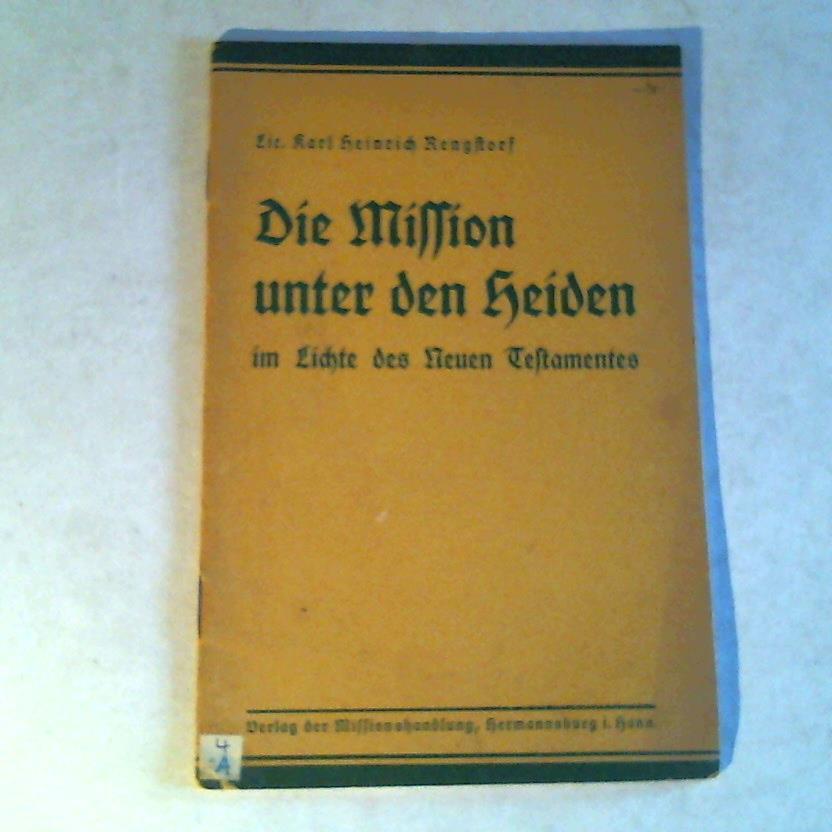 Lic. Karl Heinrich Rengstorf
Die Mission
unter den Heiden
im Lichte des Neuen Testamentes
Verlag der Missionshandlung, Hermannsburg i. Hann.
4
A